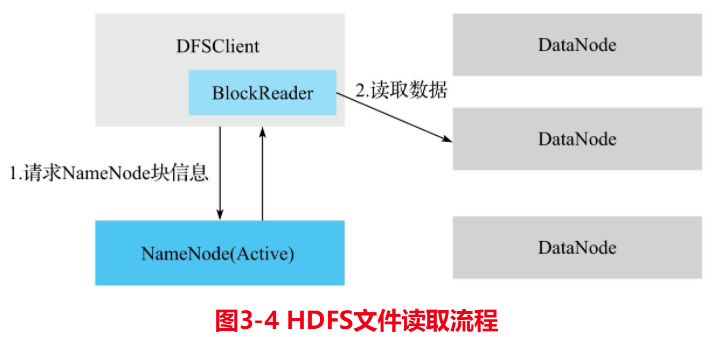 DFSClient
BlockReader
DataNode
2.读取数据
DataNode
1.请求NameNode块信息
NameNode(Active)
DataNode
图3-4 HDFS文件读取流程